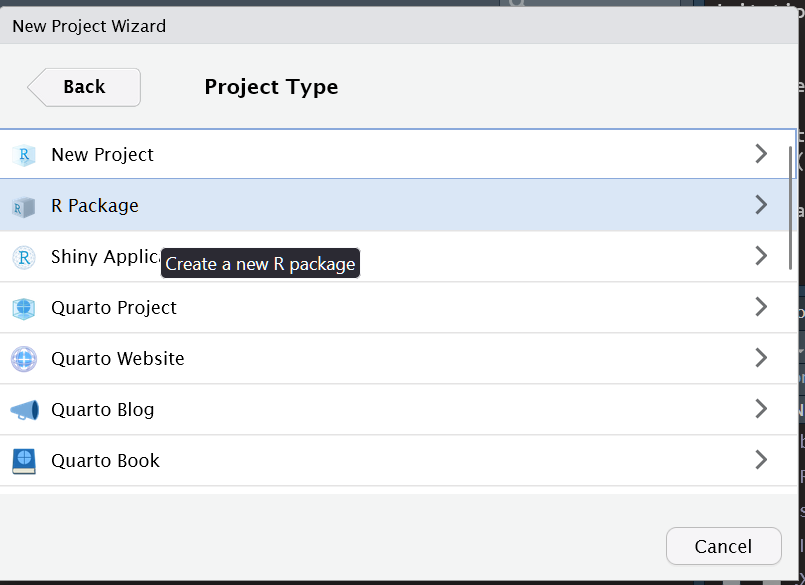 New Project Wizard
Back
Project Type
R New Project
R R Package
R Shiny Applic
Create a new R package
Quarto Project
Quarto Website
Quarto Blog
Quarto Book
Cancel